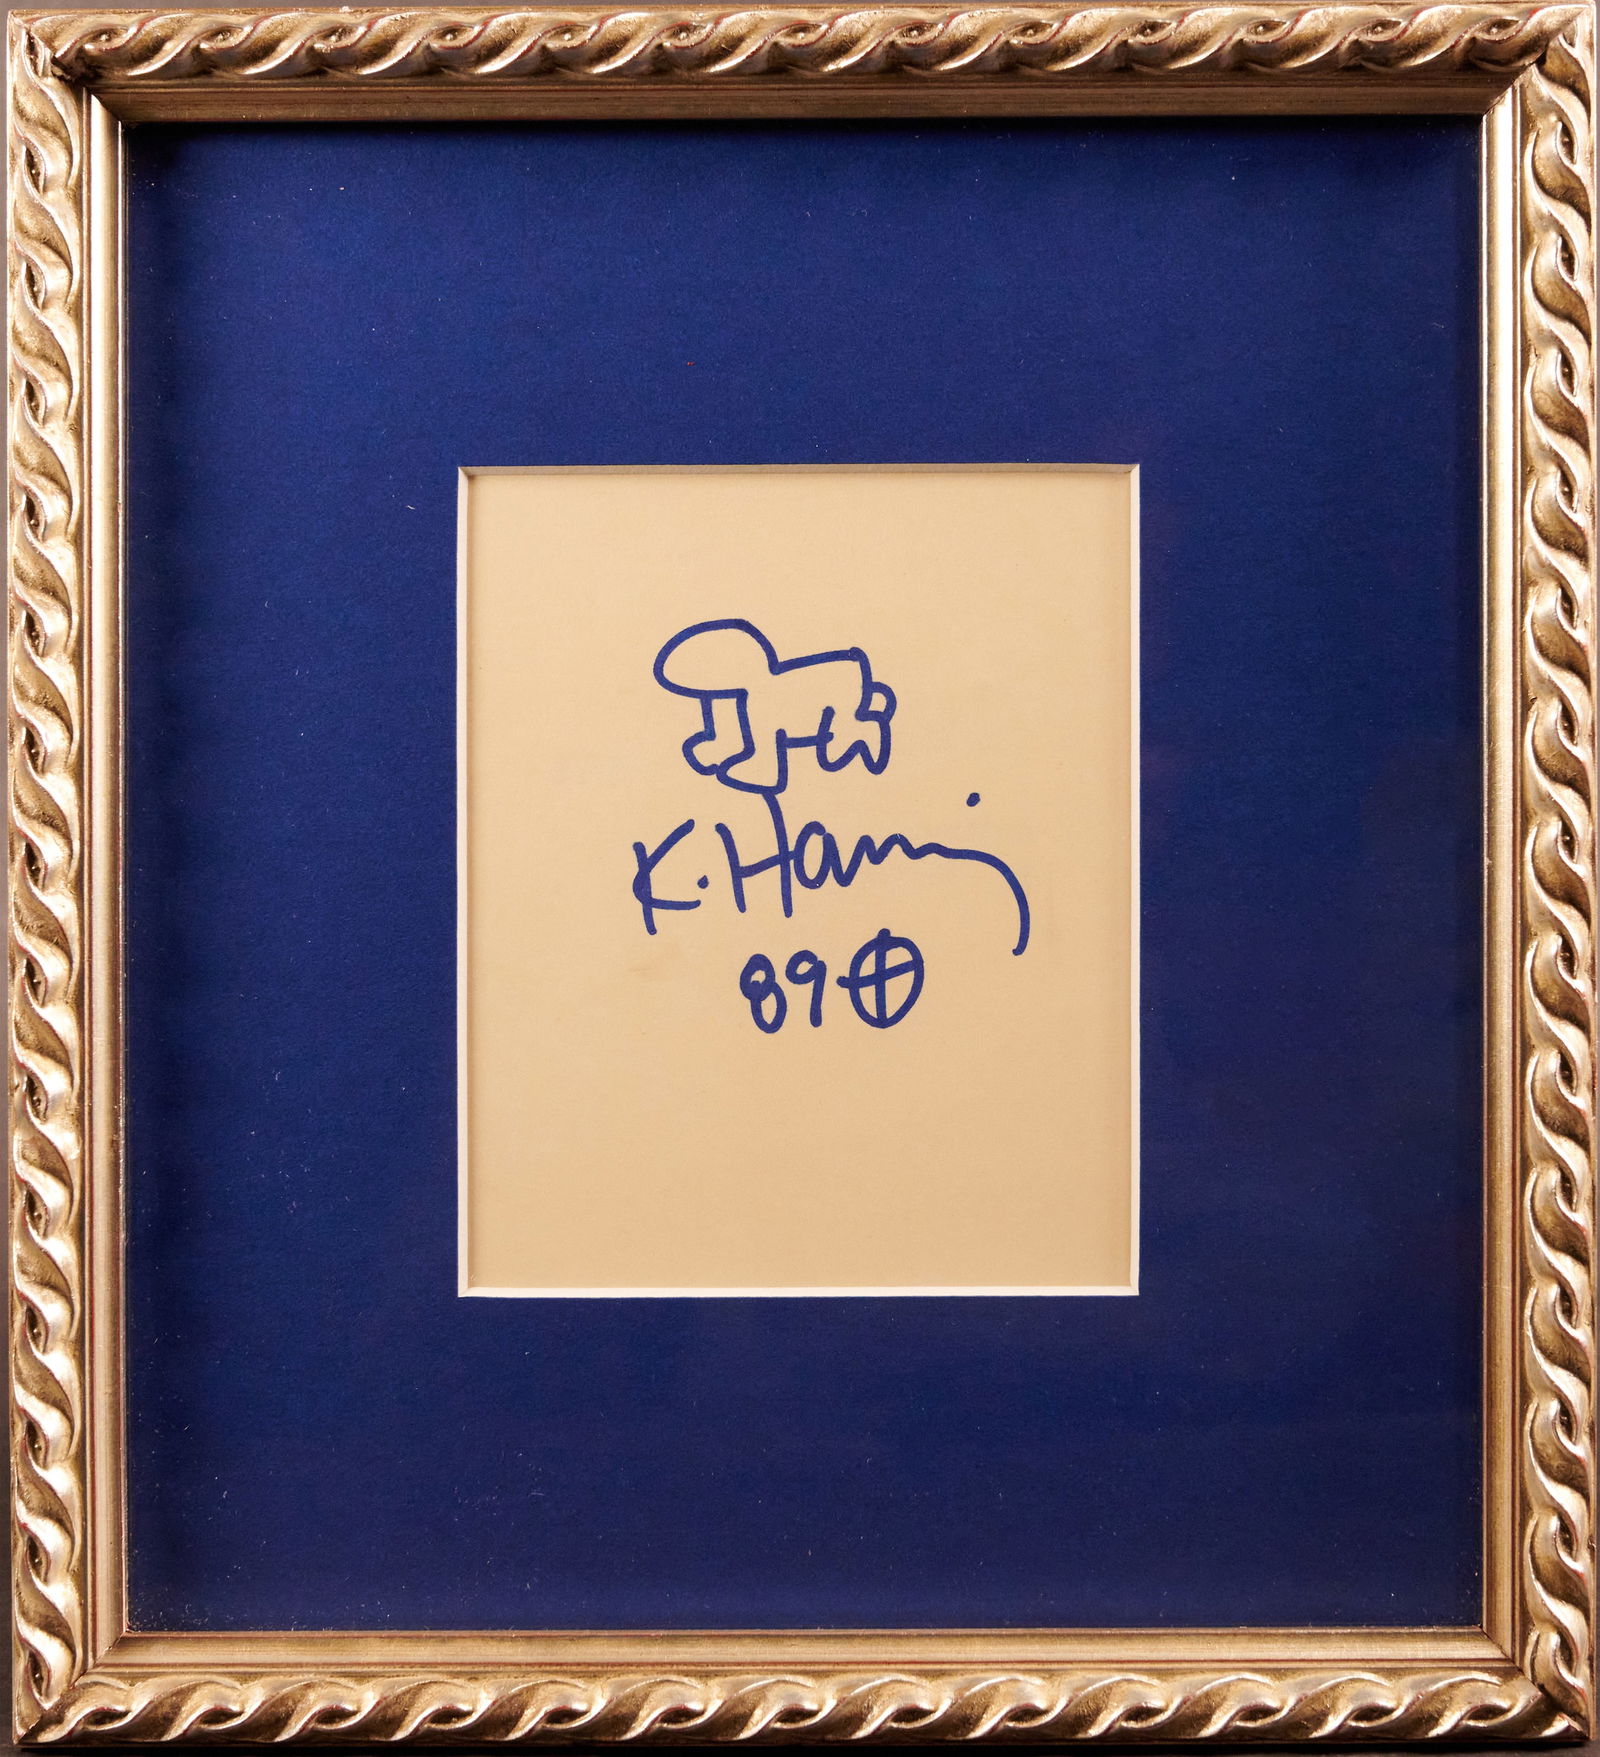 K. Haring
89 ⊕